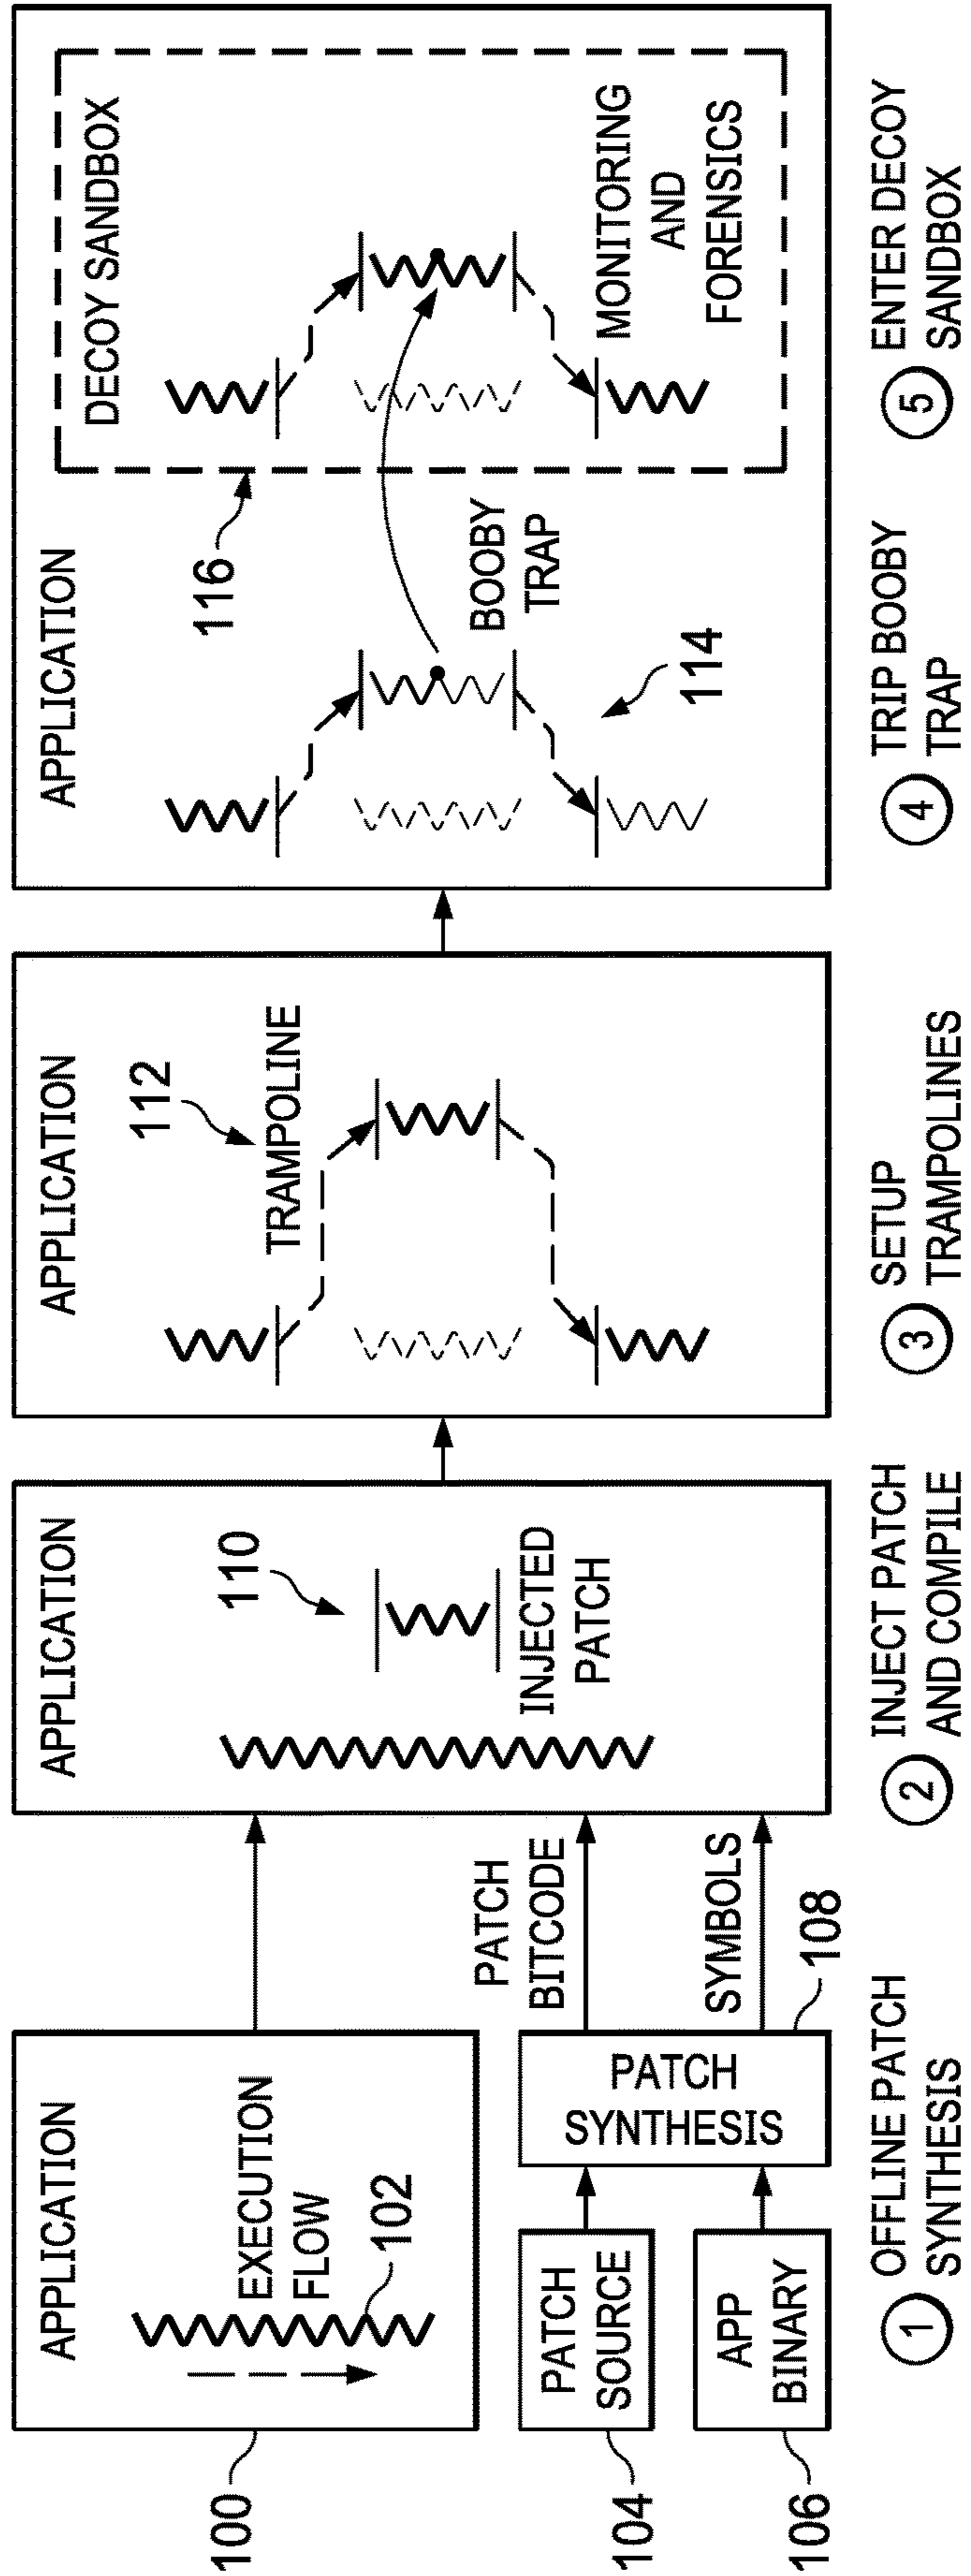 APPLICATION
100
EXECUTION
FLOW
102
PATCH
SOURCE
104
APP
BINARY
106
PATCH
SYNTHESIS
108
PATCH
BITCODE
SYMBOLS
1
OFFLINE PATCH
SYNTHESIS
APPLICATION
110
INJECTED
PATCH
2
INJECT PATCH
AND COMPILE
APPLICATION
112
TRAMPOLINE
3
SETUP
TRAMPOLINES
APPLICATION
116
BOOBY
TRAP
114
4
TRIP BOOBY
TRAP
DECOY SANDBOX
MONITORING
AND
FORENSICS
5
ENTER DECOY
SANDBOX